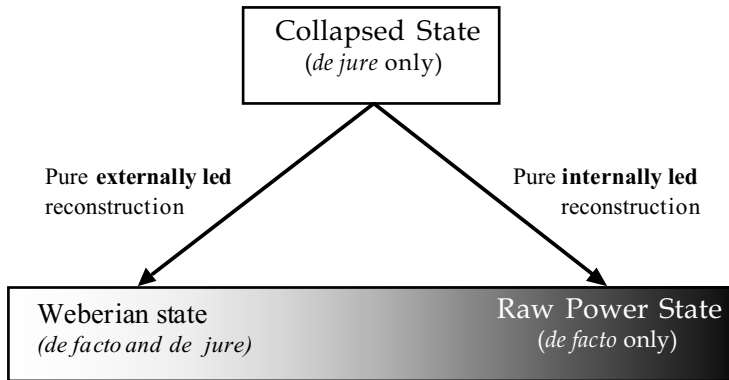 Collapsed State
(de jure only)
Pure externally led
reconstruction
Pure internally led
reconstruction
Weberian state
(de facto and de jure)
Raw Power State
(de facto only)